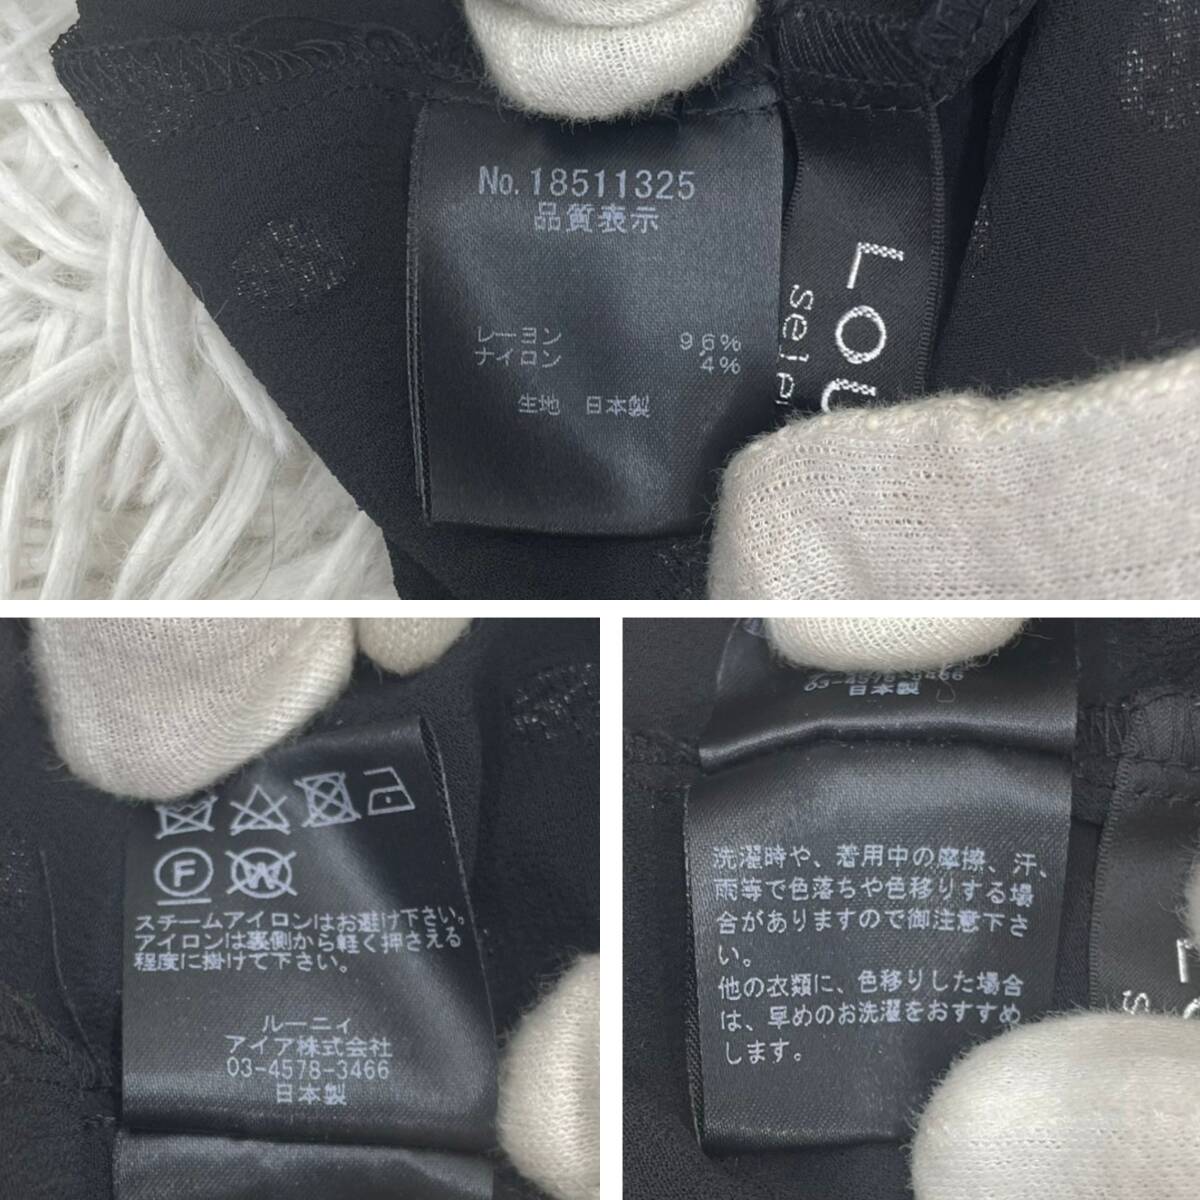 No.18511325
品質表示
レーヨン 96%
ナイロン 4%
生地 日本製
LOU
sele
F
W
スチームアイロンはお避け下さい。
アイロンは裏側から軽く押さえる
程度に掛けて下さい。
ルーニィ
アイア株式会社
03-4578-3466
日本製
03-4578-3466
日本製
洗濯時や、着用中の摩擦、汗、
雨等で色落ちや色移りする場
合がありますので御注意下さ
い。
他の衣類に、色移りした場合
は、早めのお洗濯をおすすめ
します。
L
s